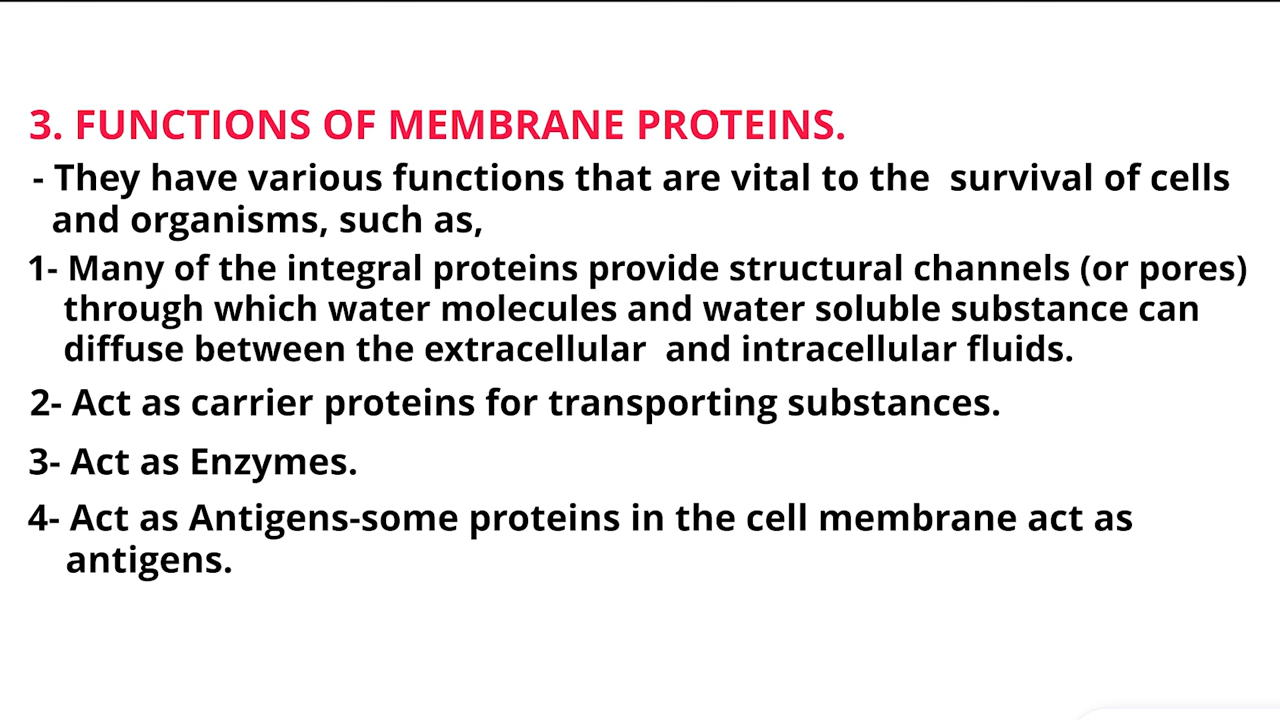 3. FUNCTIONS OF MEMBRANE PROTEINS.
- They have various functions that are vital to the survival of cells
and organisms, such as,
1- Many of the integral proteins provide structural channels (or pores)
through which water molecules and water soluble substance can
diffuse between the extracellular and intracellular fluids.
2- Act as carrier proteins for transporting substances.
3- Act as Enzymes.
4- Act as Antigens-some proteins in the cell membrane act as
antigens.